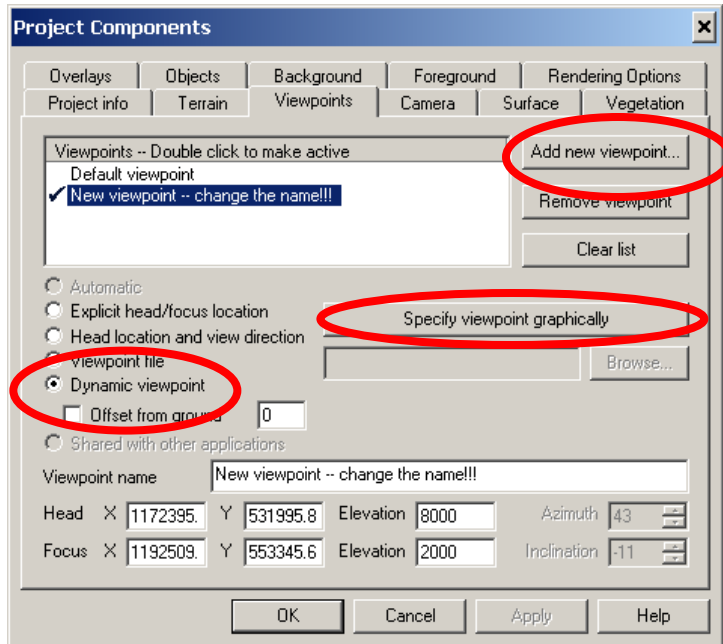 Project Components
Overlays Objects Background Foreground Rendering Options
Project info Terrain Viewpoints Camera Surface Vegetation
Viewpoints -- Double click to make active
Add new viewpoint...
Default viewpoint
New viewpoint -- change the name!!!
Remove viewpoint
Clear list
Automatic
Explicit head/focus location
Specify viewpoint graphically
Head location and view direction
Viewpoint file
Browse...
Dynamic viewpoint
Offset from ground 0
Shared with other applications
Viewpoint name New viewpoint -- change the name!!!
Head X 1172395. Y 531995.8 Elevation 8000 Azimuth 43
Focus X 1192509. Y 553345.6 Elevation 2000 Inclination -11
OK Cancel Apply Help